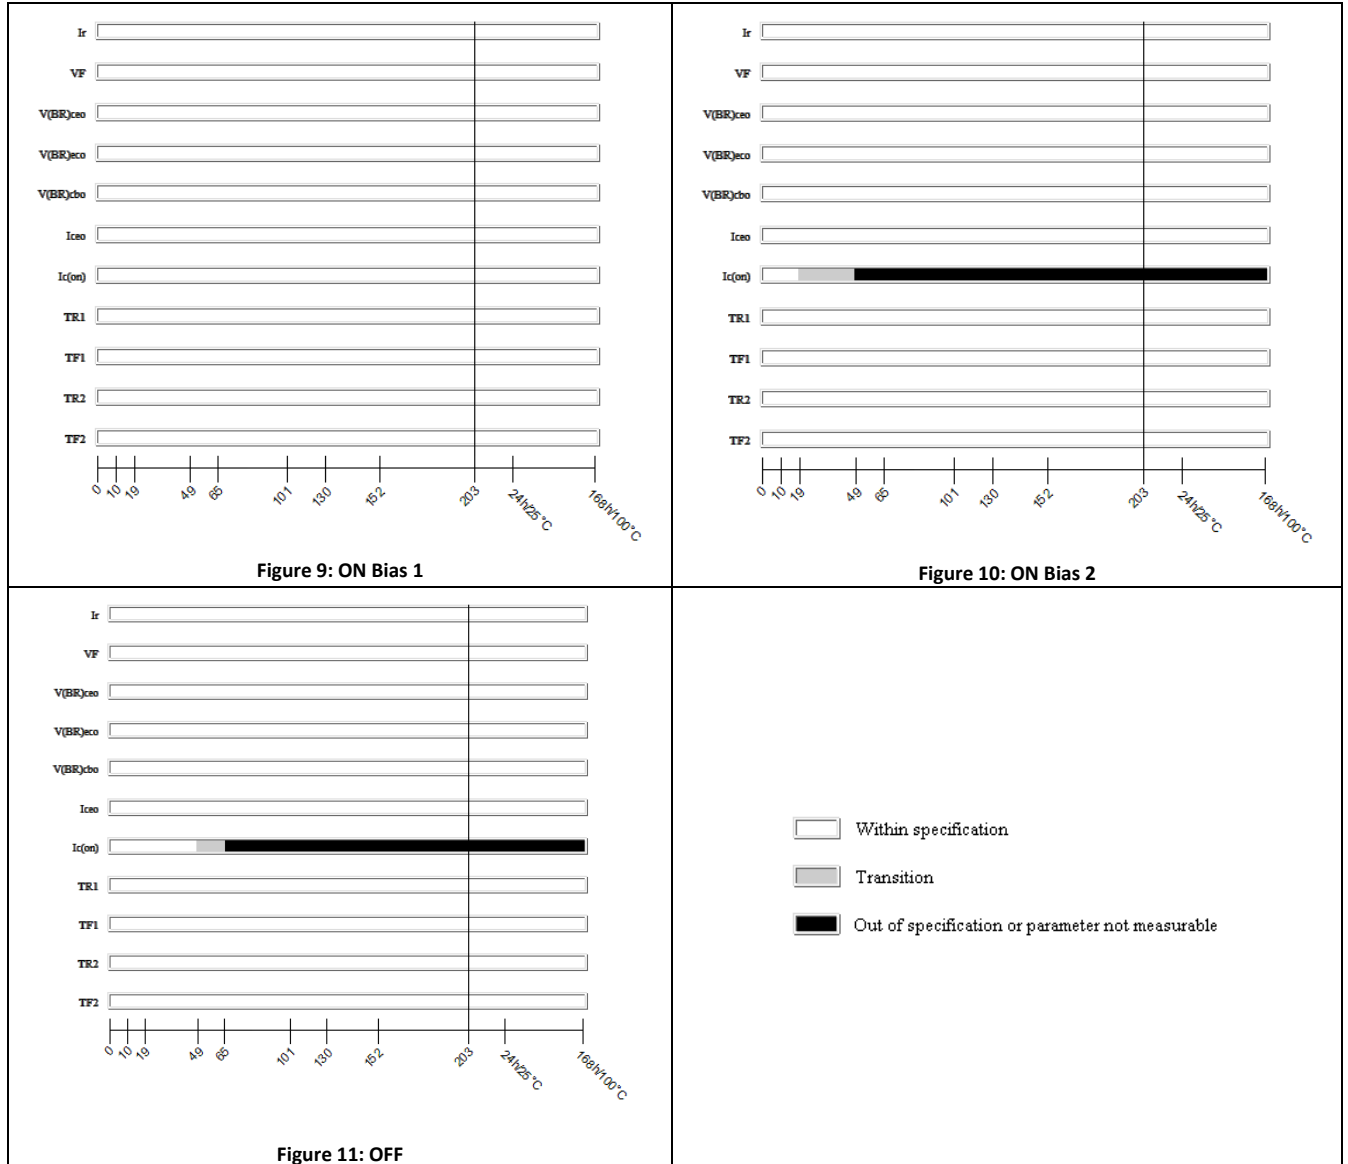 Ir
VF
V(BR)ceo
V(BR)eco
V(BR)cbo
Iceo
Ic(on)
TR1
TF1
TR2
TF2
0 10 19 49 65 101 130 152 203 24h/25°C 168h/100°C
Figure 9: ON Bias 1
Ir
VF
V(BR)ceo
V(BR)eco
V(BR)cbo
Iceo
Ic(on)
TR1
TF1
TR2
TF2
0 10 19 49 65 101 130 152 203 24h/25°C 168h/100°C
Figure 10: ON Bias 2
Ir
VF
V(BR)ceo
V(BR)eco
V(BR)cbo
Iceo
Ic(on)
TR1
TF1
TR2
TF2
0 10 19 49 65 101 130 152 203 24h/25°C 168h/100°C
Figure 11: OFF
Within specification
Transition
Out of specification or parameter not measurable